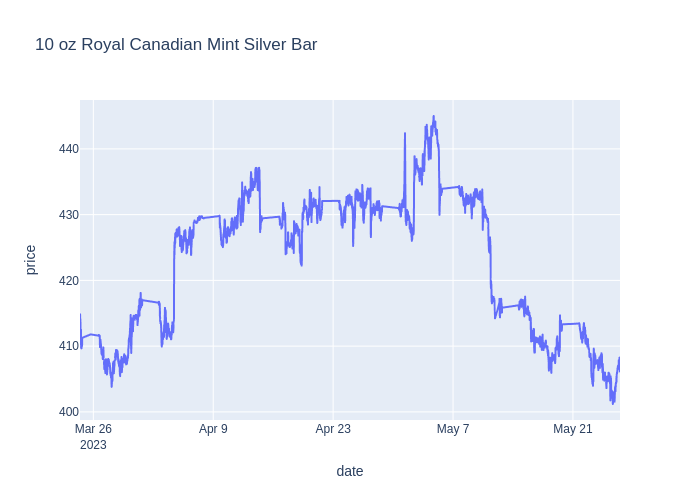 10 oz Royal Canadian Mint Silver Bar
price
440
430
420
410
400
Mar 26
2023
Apr 9
Apr 23
May 7
May 21
date